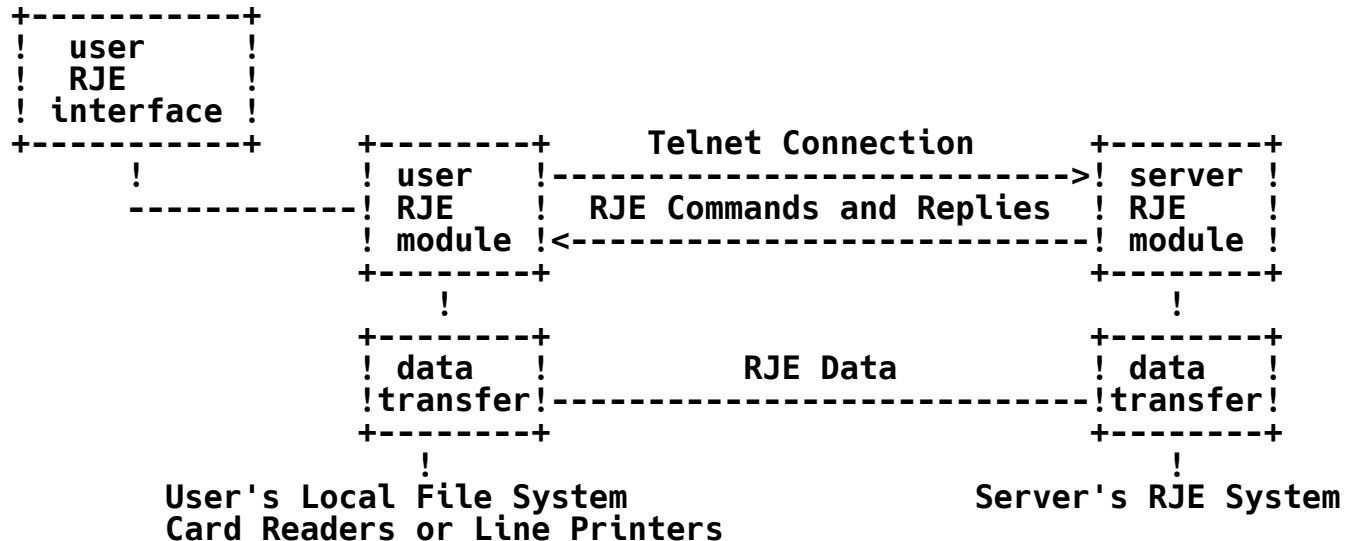 +-----------+
!  user     !
!  RJE      !
! interface !
+-----------+     +--------+     Telnet Connection      +--------+
      !           ! user   !--------------------------->! server !
      ------------! RJE    !  RJE Commands and Replies  ! RJE    !
                  ! module !<---------------------------! module !
                  +--------+                            +--------+
                      !                                     !
                  +--------+                            +--------+
                  ! data   !          RJE Data          ! data   !
                  !transfer!----------------------------!transfer!
                  +--------+                            +--------+
                     !                                      !
        User's Local File System                  Server's RJE System
        Card Readers or Line Printers